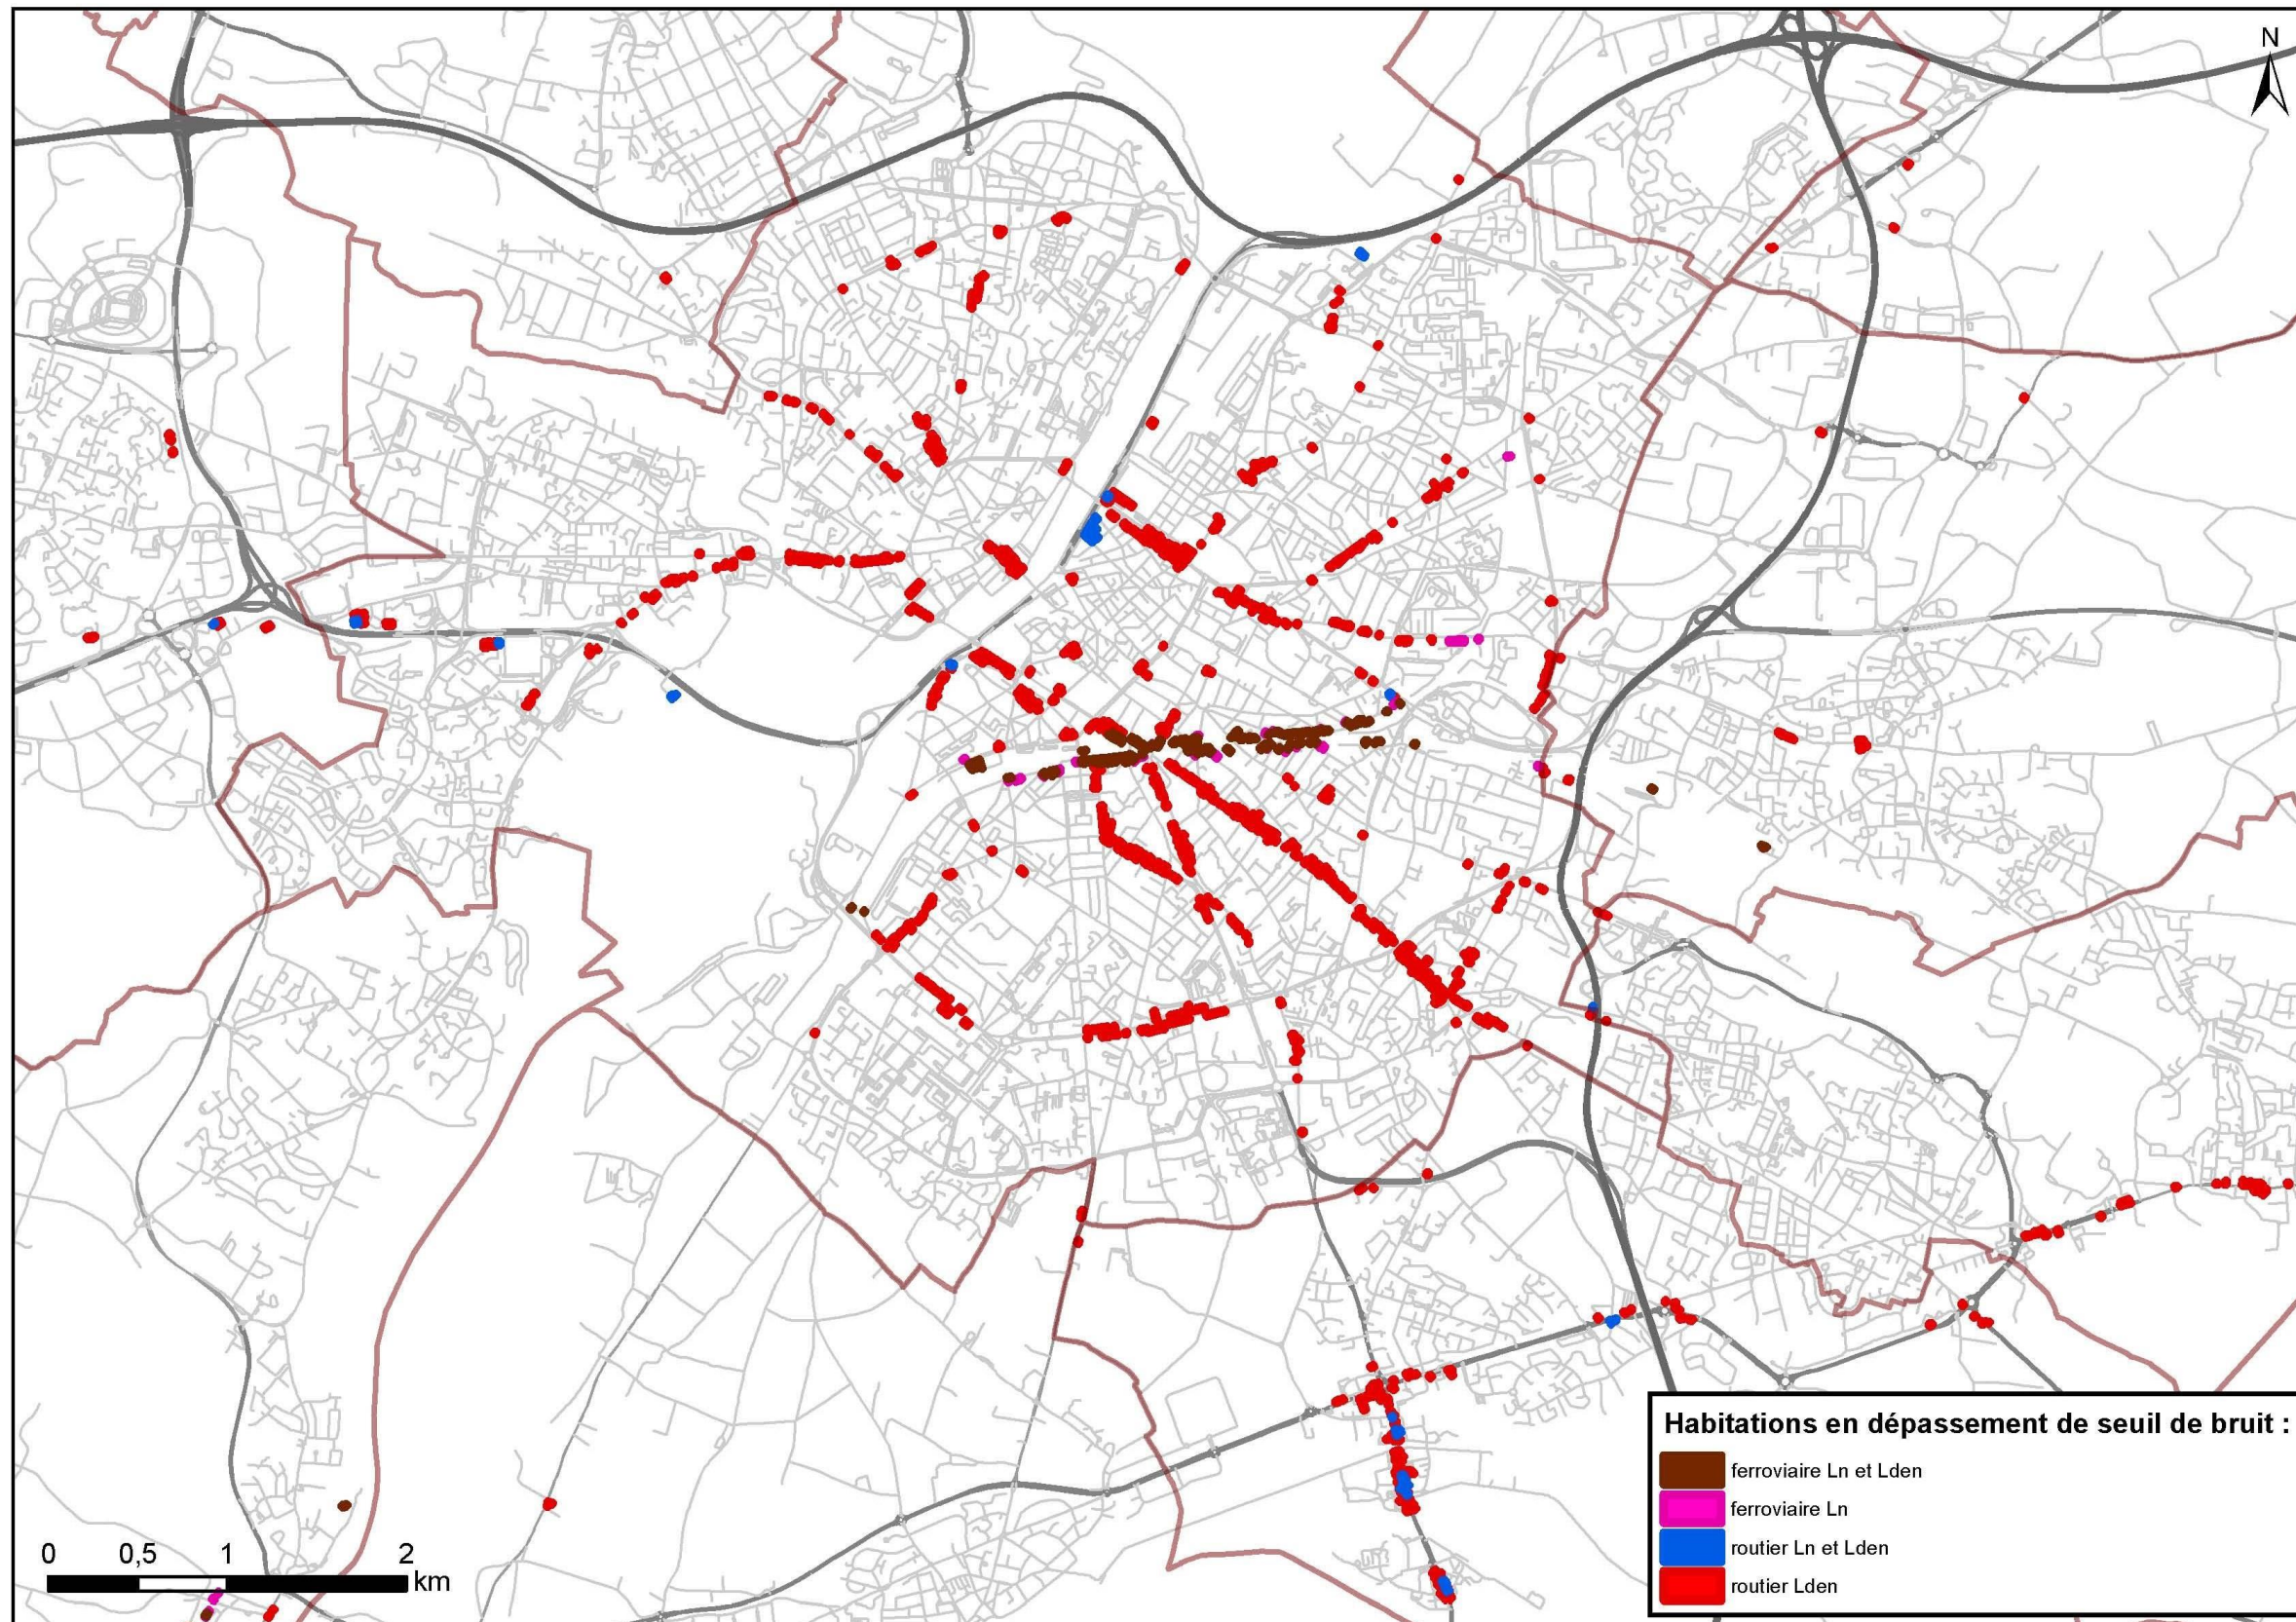 N
Habitations en dépassement de seuil de bruit :
ferroviaire Ln et Lden
ferroviaire Ln
routier Ln et Lden
routier Lden
0 0,5 1 2
km